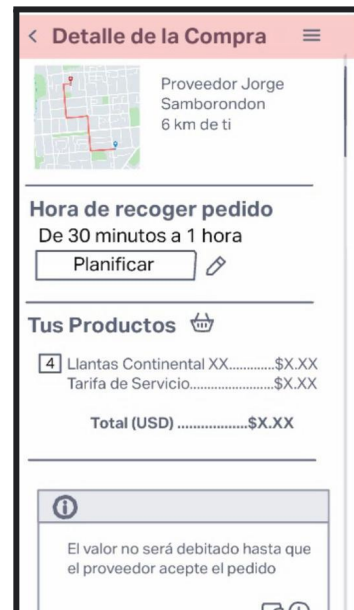 Detalle de la Compra
Proveedor Jorge
Samborondon
6 km de ti
Hora de recoger pedido
De 30 minutos a 1 hora
Planificar
Tus Productos
4 Llantas Continental XX............$X.XX
Tarifa de Servicio......................$X.XX
Total (USD) ...................$X.XX
El valor no será debitado hasta que
el proveedor acepte el pedido